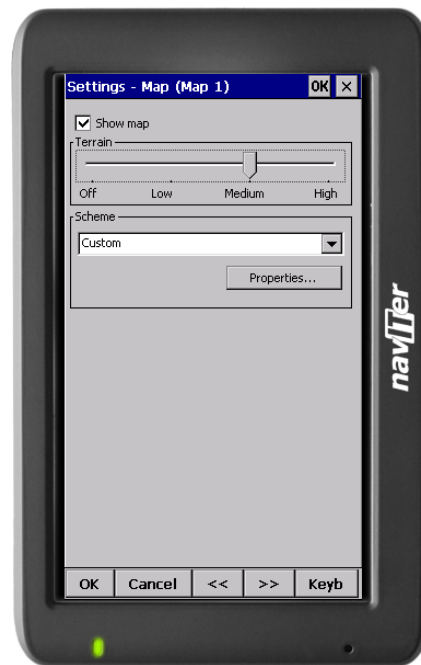 Settings - Map (Map 1) OK ×
Show map
Terrain
Off Low Medium High
Scheme
Custom
Properties...
naviter
OK Cancel << >> Keyb